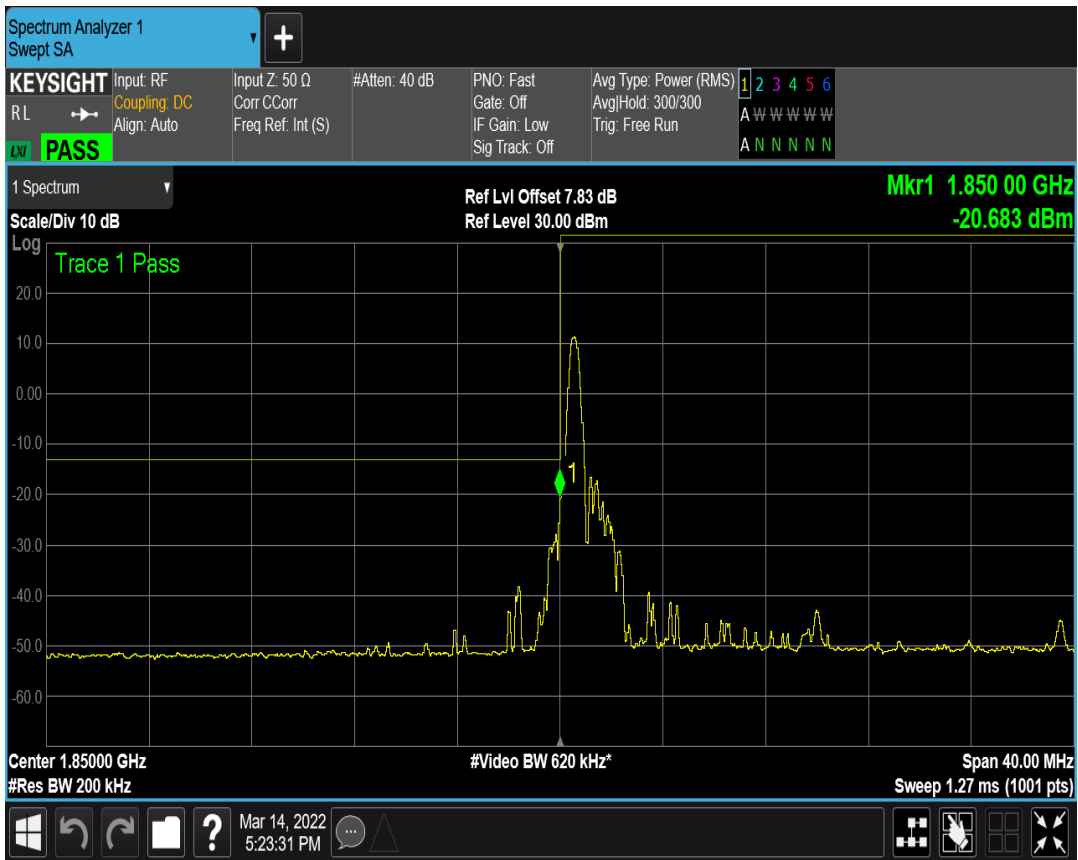 Spectrum Analyzer 1
Swept SA
+
KEYSIGHT
RL
LXI PASS
Input: RF
Coupling: DC
Align: Auto
Input Z: 50 Ω
Corr CCorr
Freq Ref: Int (S)
#Atten: 40 dB
PNO: Fast
Gate: Off
IF Gain: Low
Sig Track: Off
Avg Type: Power (RMS)
Avg|Hold: 300/300
Trig: Free Run
1 2 3 4 5 6
A W W W W W
A N N N N N
1 Spectrum
Scale/Div 10 dB
Ref Lvl Offset 7.83 dB
Ref Level 30.00 dBm
Mkr1 1.850 00 GHz
-20.683 dBm
Log
Trace 1 Pass
20.0
10.0
0.00
-10.0
1
-20.0
-30.0
-40.0
-50.0
-60.0
Center 1.85000 GHz
#Res BW 200 kHz
#Video BW 620 kHz*
Span 40.00 MHz
Sweep 1.27 ms (1001 pts)
?
Mar 14, 2022
5:23:31 PM